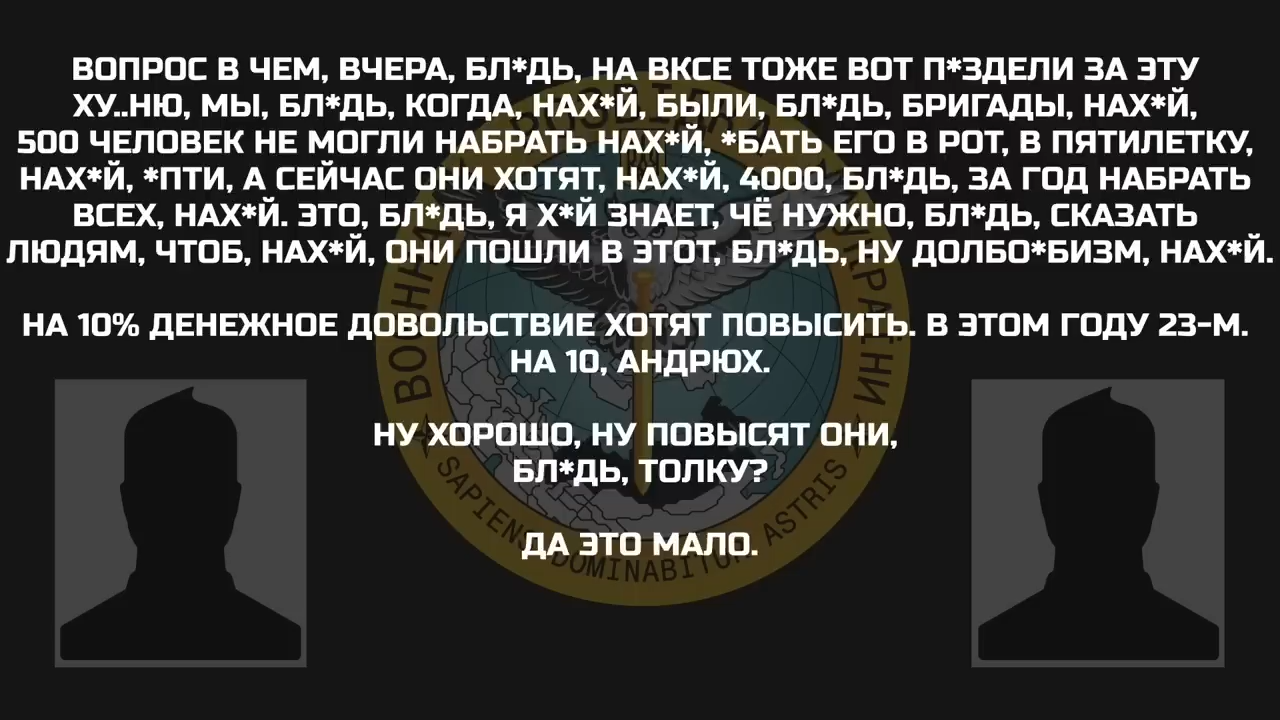 ВОПРОС В ЧЕМ, ВЧЕРА, БЛ*ДЬ, НА ВКСЕ ТОЖЕ ВОТ П*ЗДЕЛИ ЗА ЭТУ
ХУ..НЮ, МЫ, БЛ*ДЬ, КОГДА, НАХ*Й, БЫЛИ, БЛ*ДЬ, БРИГАДЫ, НАХ*Й,
500 ЧЕЛОВЕК НЕ МОГЛИ НАБРАТЬ НАХ*Й, *БАТЬ ЕГО В РОТ, В ПЯТИЛЕТКУ,
НАХ*Й, *ПТИ, А СЕЙЧАС ОНИ ХОТЯТ, НАХ*Й, 4000, БЛ*ДЬ, ЗА ГОД НАБРАТЬ
ВСЕХ, НАХ*Й. ЭТО, БЛ*ДЬ, Я Х*Й ЗНАЕТ, ЧЁ НУЖНО, БЛ*ДЬ, СКАЗАТЬ
ЛЮДЯМ, ЧТОБ, НАХ*Й, ОНИ ПОШЛИ В ЭТОТ, БЛ*ДЬ, НУ ДОЛБО*БИЗМ, НАХ*Й.
НА 10% ДЕНЕЖНОЕ ДОВОЛЬСТВИЕ ХОТЯТ ПОВЫСИТЬ. В ЭТОМ ГОДУ 23-М.
НА 10, АНДРЮХ.
НУ ХОРОШО, НУ ПОВЫСЯТ ОНИ,
БЛ*ДЬ, ТОЛКУ?
ДА ЭТО МАЛО.
SAPIENS DOMINABITUR ASTRIS